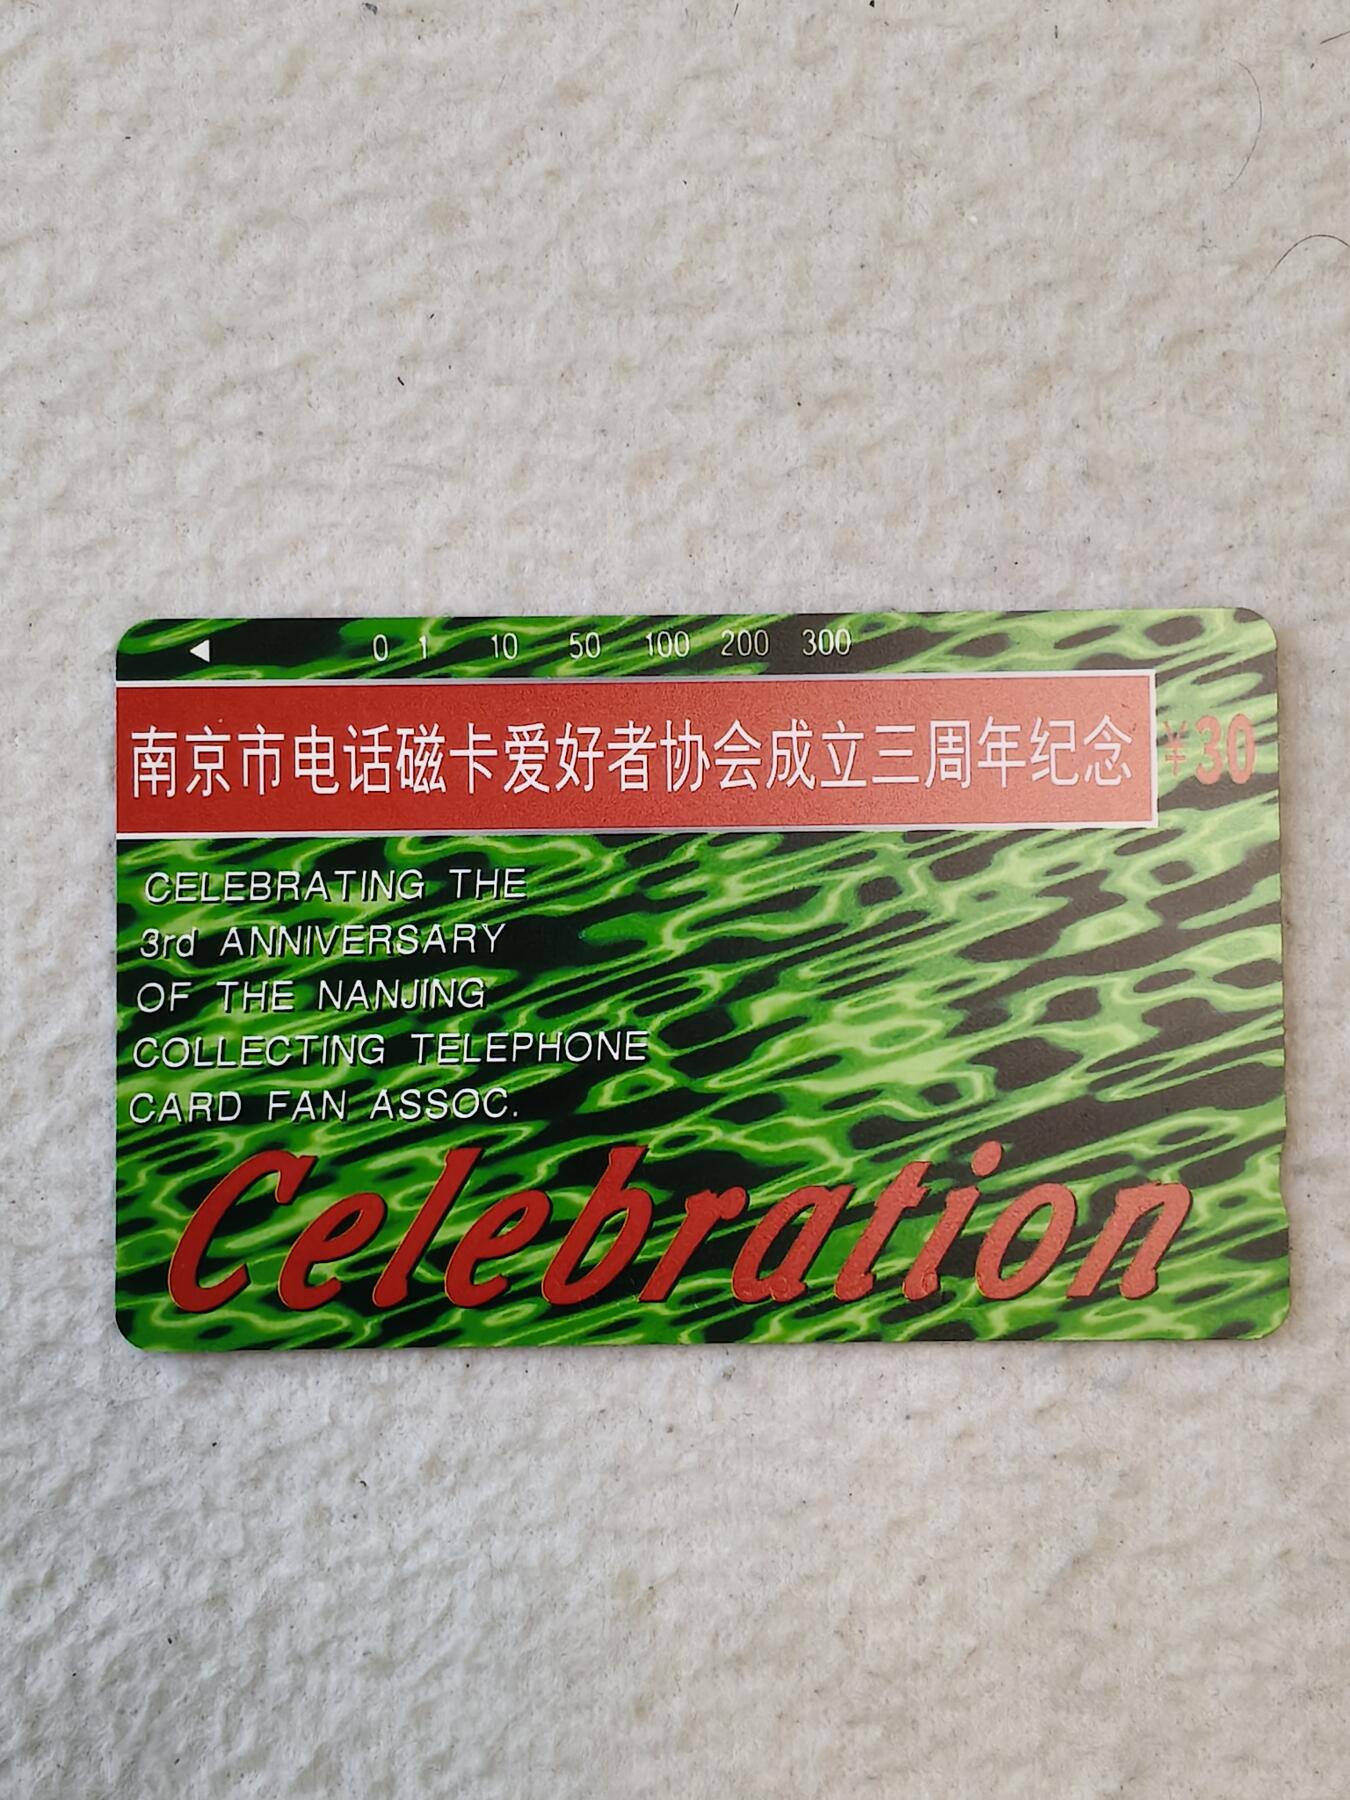 ◀ 0 1 10 50 100 200 300
南京市电话磁卡爱好者协会成立三周年纪念 ¥30
CELEBRATING THE
3rd ANNIVERSARY
OF THE NANJING
COLLECTING TELEPHONE
CARD FAN ASSOC.
Celebration